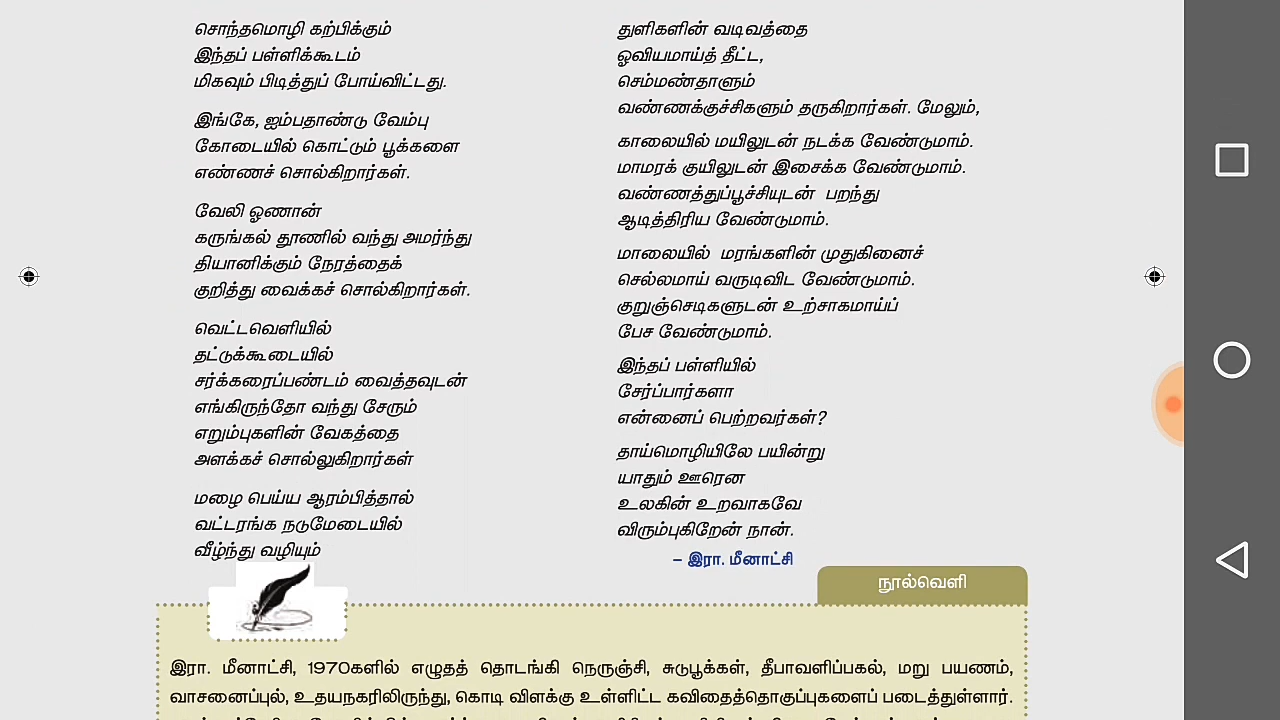 சொந்தமொழி கற்பிக்கும்
இந்தப் பள்ளிக்கூடம்
மிகவும் பிடித்துப் போய்விட்டது.
இங்கே, ஐம்பதாண்டு வேம்பு
கோடையில் கொட்டும் பூக்களை
எண்ணச் சொல்கிறார்கள்.
வேலி ஓணான்
கருங்கல் தூணில் வந்து அமர்ந்து
தியானிக்கும் நேரத்தைக்
குறித்து வைக்கச் சொல்கிறார்கள்.
வெட்டவெளியில்
தட்டுக்கூடையில்
சர்க்கரைப்பண்டம் வைத்தவுடன்
எங்கிருந்தோ வந்து சேரும்
எறும்புகளின் வேகத்தை
அளக்கச் சொல்லுகிறார்கள்
மழை பெய்ய ஆரம்பித்தால்
வட்டரங்க நடுமேடையில்
வீழ்ந்து வழியும்
துளிகளின் வடிவத்தை
ஓவியமாய்த் தீட்ட,
செம்மண்தாளும்
வண்ணக்குச்சிகளும் தருகிறார்கள். மேலும்,
காலையில் மயிலுடன் நடக்க வேண்டுமாம்.
மாமரக் குயிலுடன் இசைக்க வேண்டுமாம்.
வண்ணத்துப்பூச்சியுடன் பறந்து
ஆடித்திரிய வேண்டுமாம்.
மாலையில் மரங்களின் முதுகினைச்
செல்லமாய் வருடிவிட வேண்டுமாம்.
குறுஞ்செடிகளுடன் உற்சாகமாய்ப்
பேச வேண்டுமாம்.
இந்தப் பள்ளியில்
சேர்ப்பார்களா
என்னைப் பெற்றவர்கள்?
தாய்மொழியிலே பயின்று
யாதும் ஊரென
உலகின் உறவாகவே
விரும்புகிறேன் நான்.
– இரா. மீனாட்சி
நூல்வெளி
இரா. மீனாட்சி, 1970களில் எழுதத் தொடங்கி நெருஞ்சி, சுடுபூக்கள், தீபாவளிப்பகல், மறு பயணம்,
வாசனைப்புல், உதயநகரிலிருந்து, கொடி விளக்கு உள்ளிட்ட கவிதைத்தொகுப்புகளைப் படைத்துள்ளார்.